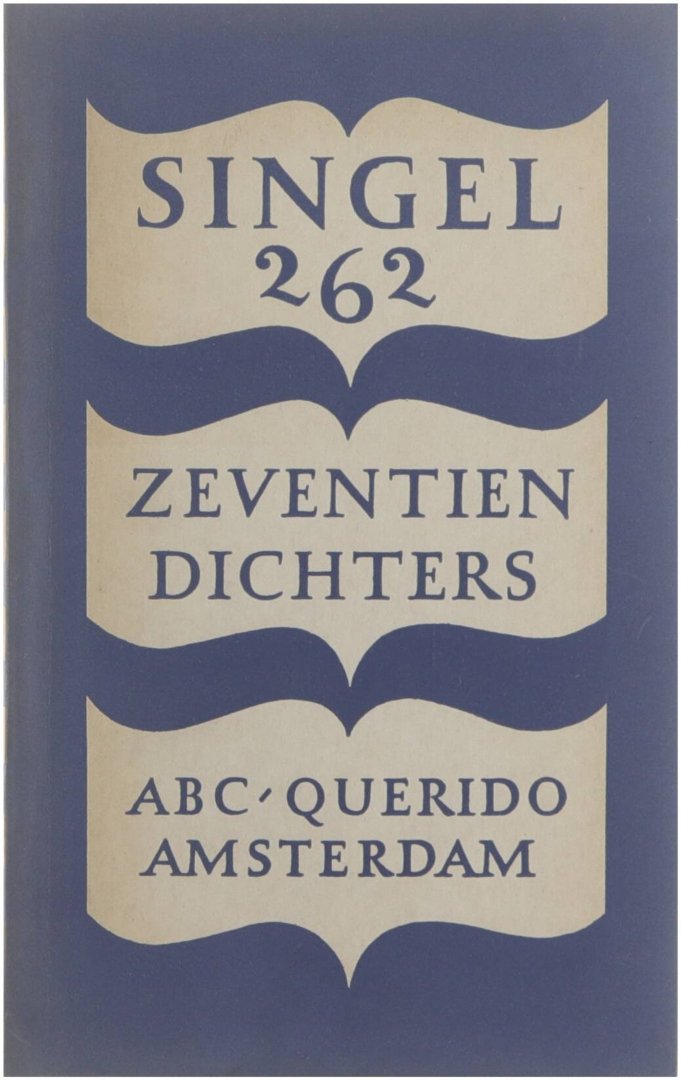 SINGEL
262
ZEVENTIEN
DICHTERS
ABC-QUERIDO
AMSTERDAM